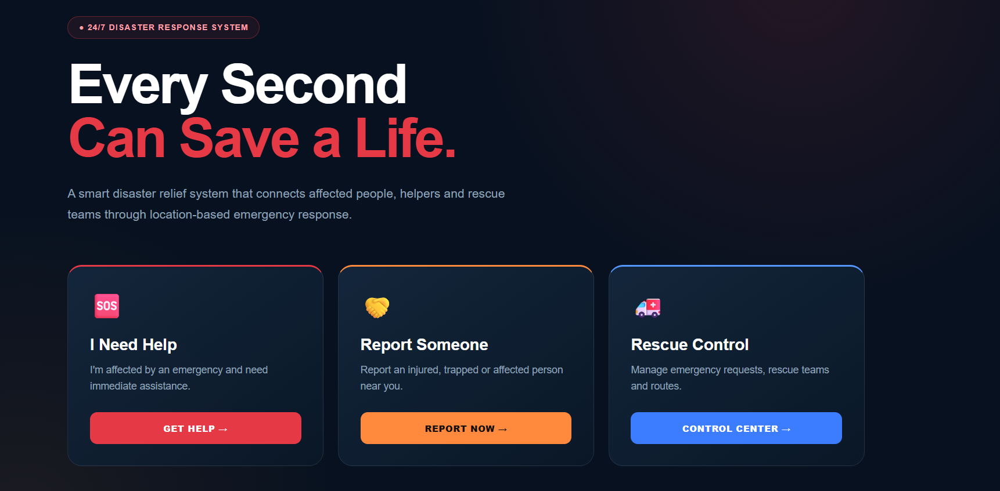 ● 24/7 DISASTER RESPONSE SYSTEM
Every Second
Can Save a Life.
A smart disaster relief system that connects affected people, helpers and rescue
teams through location-based emergency response.
SOS
I Need Help
I'm affected by an emergency and need
immediate assistance.
GET HELP →
Report Someone
Report an injured, trapped or affected person
near you.
REPORT NOW →
Rescue Control
Manage emergency requests, rescue teams
and routes.
CONTROL CENTER →